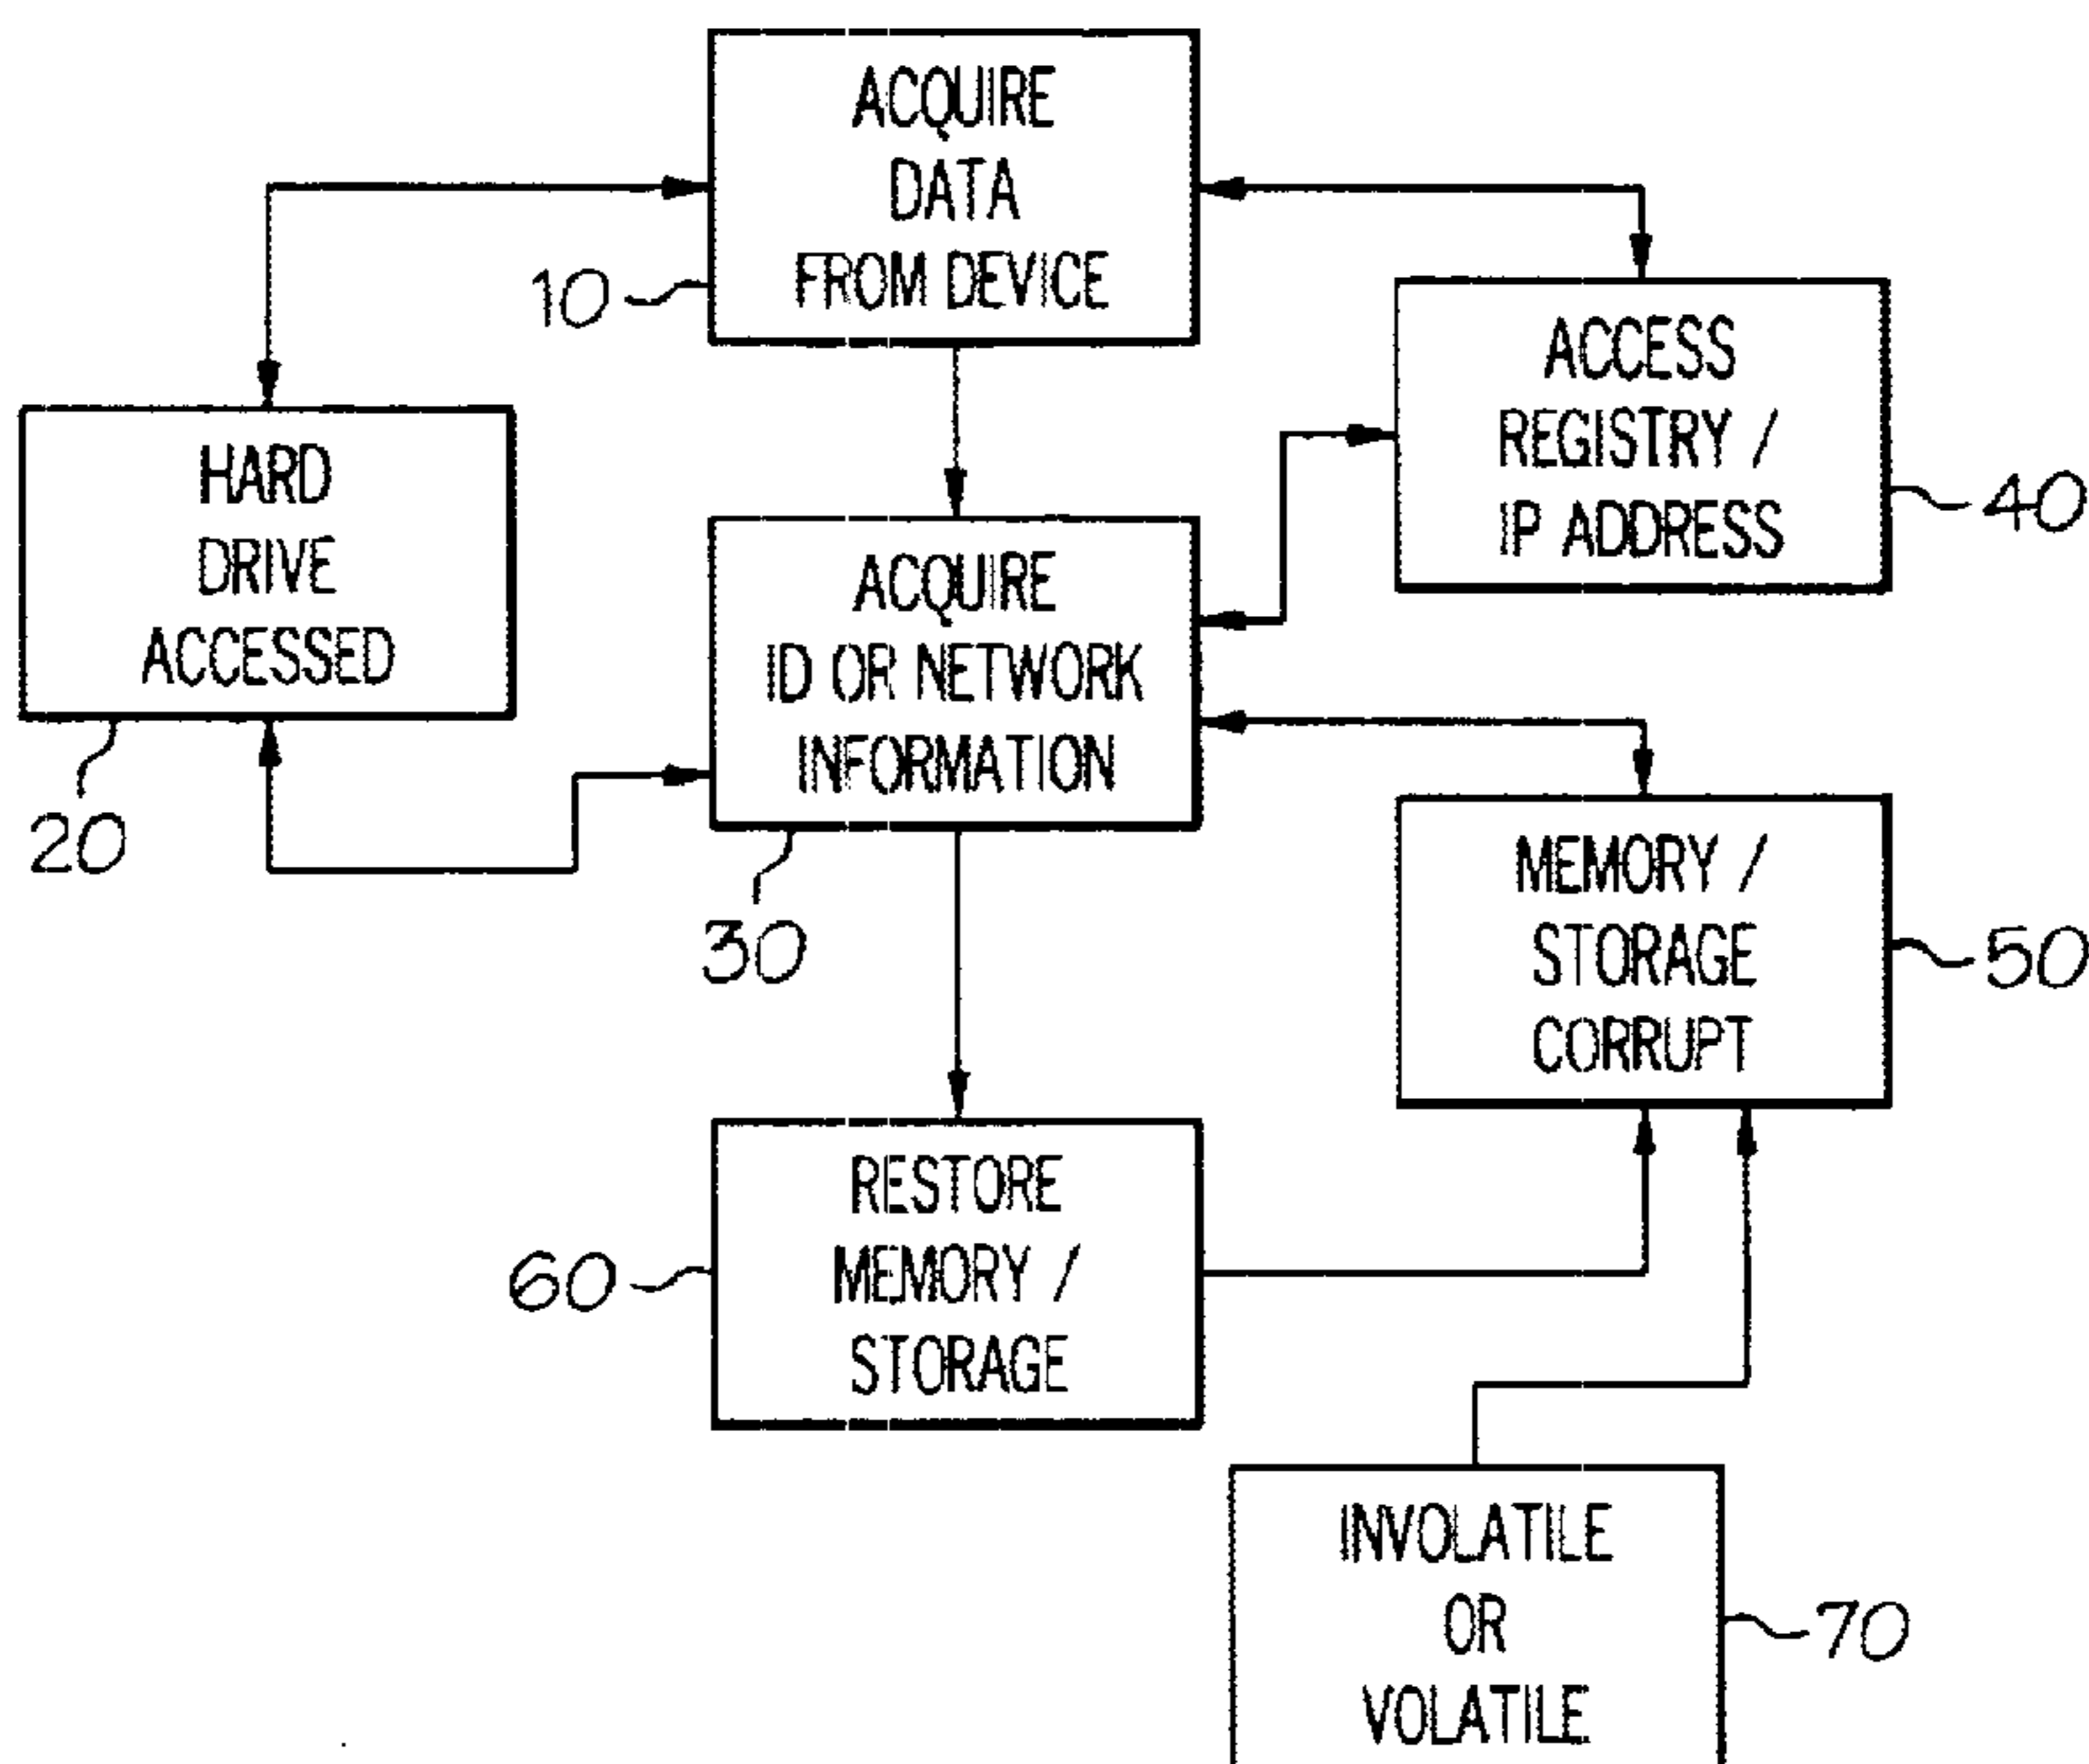 ACQUIRE
DATA
FROM DEVICE
10
HARD
DRIVE
ACCESSED
20
ACCESS
REGISTRY /
IP ADDRESS
40
ACQUIRE
ID OR NETWORK
INFORMATION
30
MEMORY /
STORAGE
CORRUPT
50
RESTORE
MEMORY /
STORAGE
60
INVOLATILE
OR
VOLATILE
70